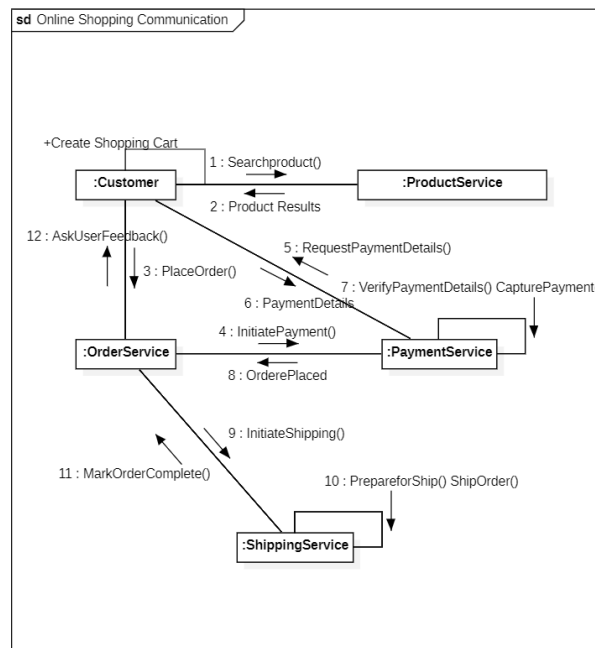 sd Online Shopping Communication
+Create Shopping Cart
1 : Searchproduct()
:Customer
:ProductService
2 : Product Results
12 : AskUserFeedback()
5 : RequestPaymentDetails()
3 : PlaceOrder()
7 : VerifyPaymentDetails() CapturePayment
6 : PaymentDetails
4 : InitiatePayment()
:OrderService
:PaymentService
8 : OrderePlaced
9 : InitiateShipping()
11 : MarkOrderComplete()
10 : PrepareforShip() ShipOrder()
:ShippingService